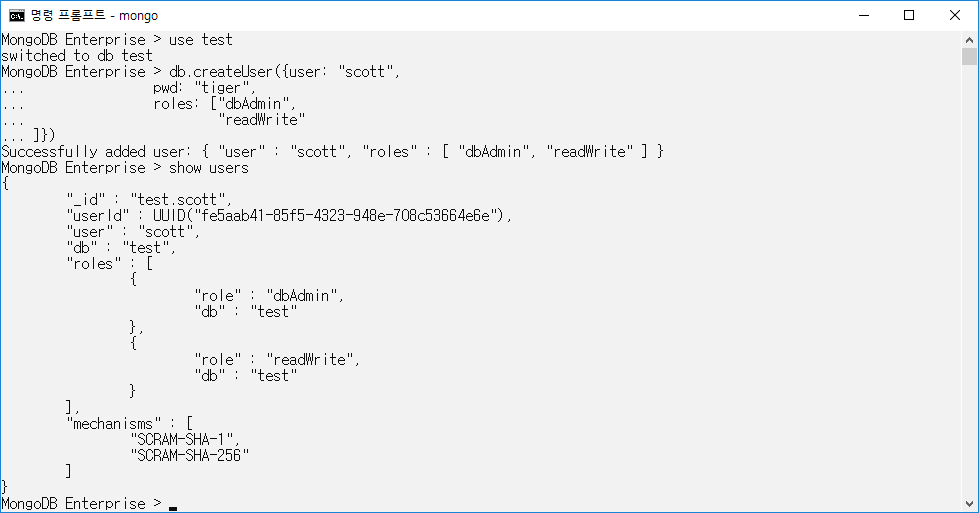 명령 프롬프트 - mongo
MongoDB Enterprise > use test
switched to db test
MongoDB Enterprise > db.createUser({user: "scott",
...                pwd: "tiger",
...                roles: ["dbAdmin",
...                        "readWrite"
... ]})
Successfully added user: { "user" : "scott", "roles" : [ "dbAdmin", "readWrite" ] }
MongoDB Enterprise > show users
{
        "_id" : "test.scott",
        "userId" : UUID("fe5aab41-85f5-4323-948e-708c53664e6e"),
        "user" : "scott",
        "db" : "test",
        "roles" : [
                {
                        "role" : "dbAdmin",
                        "db" : "test"
                },
                {
                        "role" : "readWrite",
                        "db" : "test"
                }
        ],
        "mechanisms" : [
                "SCRAM-SHA-1",
                "SCRAM-SHA-256"
        ]
}
MongoDB Enterprise >